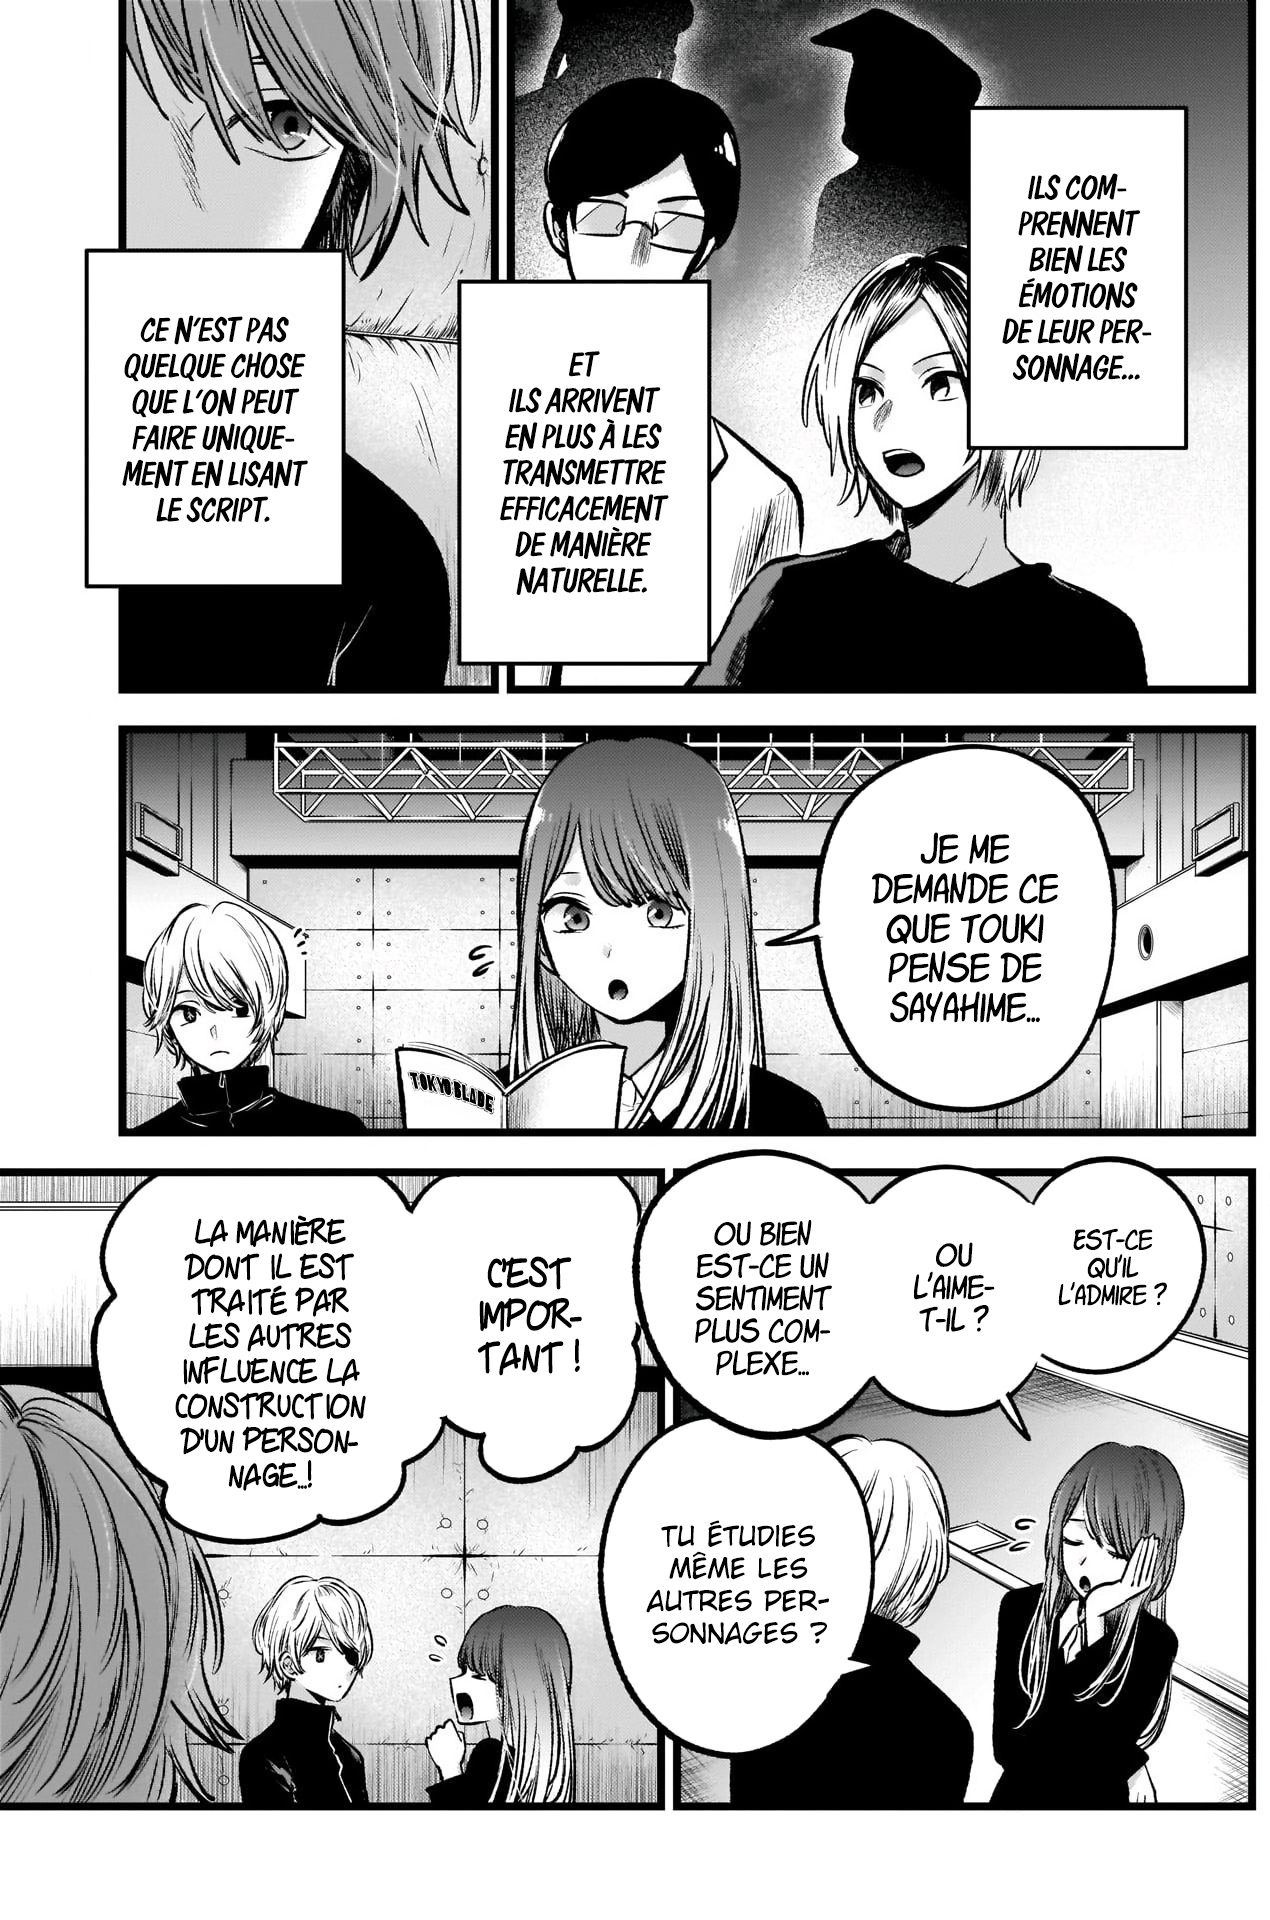 ILS COM-
PRENNENT
BIEN LES
ÉMOTIONS
DE LEUR PER-
SONNAGE...
ET
ILS ARRIVENT
EN PLUS À LES
TRANSMETTRE
EFFICACEMENT
DE MANIÈRE
NATURELLE.
CE N'EST PAS
QUELQUE CHOSE
QUE L'ON PEUT
FAIRE UNIQUE-
MENT EN LISANT
LE SCRIPT.
JE ME
DEMANDE CE
QUE TOUKI
PENSE DE
SAYAHIME...
TOKYO BLADE
EST-CE
QU'IL
L'ADMIRE ?
OU
L'AIME-
T-IL ?
OU BIEN
EST-CE UN
SENTIMENT
PLUS COM-
PLEXE...
TU ÉTUDIES
MÊME LES
AUTRES PER-
SONNAGES ?
C'EST
IMPOR-
TANT !
LA MANIÈRE
DONT IL EST
TRAITÉ PAR
LES AUTRES
INFLUENCE LA
CONSTRUCTION
D'UN PERSON-
NAGE...!